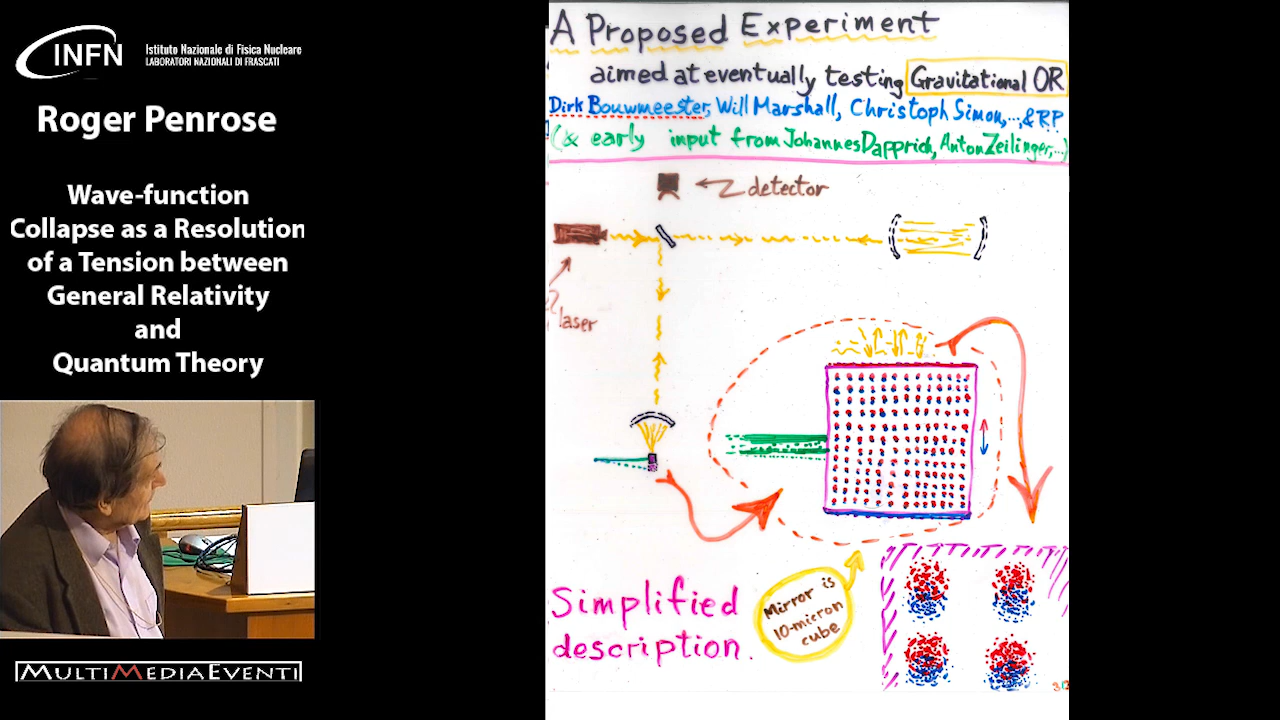 INFN
Istituto Nazionale di Fisica Nucleare
LABORATORI NAZIONALI DI FRASCATI
Roger Penrose
Wave-function
Collapse as a Resolution
of a Tension between
General Relativity
and
Quantum Theory
MULTIMEDIAEVENTI
A Proposed Experiment
aimed at eventually testing Gravitational OR
Dirk Bouwmeester, Will Marshall, Christoph Simon,..., & RP
(& early input from Johannes Dapprich, Anton Zeilinger,...)
detector
laser
Simplified
description.
Mirror is
10-micron
cube